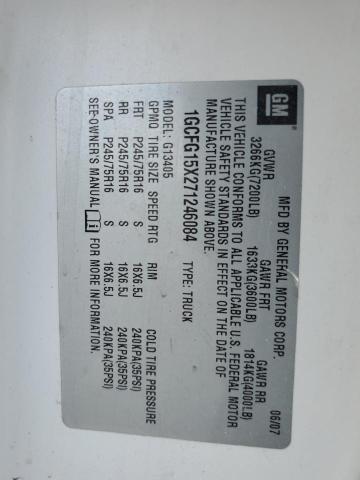 GM
MFD BY GENERAL MOTORS CORP.
06/07
GVWR GAWR FRT GAWR RR
3266KG(7200LB) 1633KG(3600LB) 1814KG(4000LB)
THIS VEHICLE CONFORMS TO ALL APPLICABLE U.S. FEDERAL MOTOR
VEHICLE SAFETY STANDARDS IN EFFECT ON THE DATE OF
MANUFACTURE SHOWN ABOVE.
1GCFG15X271246084 TYPE: TRUCK
MODEL: G13405
GPMQ TIRE SIZE SPEED RTG RIM COLD TIRE PRESSURE
FRT P245/75R16 S 16X6.5J 240KPA(35PSI)
RR P245/75R16 S 16X6.5J 240KPA(35PSI)
SPA P245/75R16 S 16X6.5J 240KPA(35PSI)
SEE OWNER'S MANUAL FOR MORE INFORMATION.